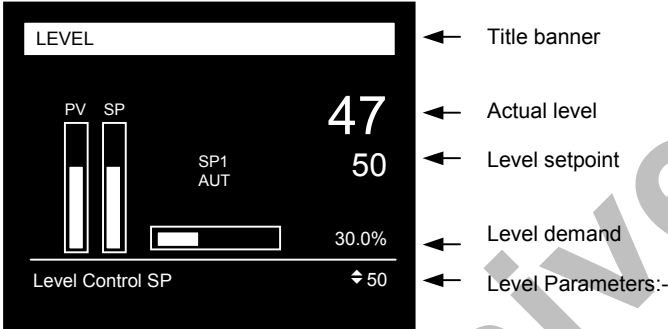 LEVEL
Title banner
PV SP
47
Actual level
SP1
AUT
50
Level setpoint
30.0%
Level demand
Level Control SP
50
Level Parameters:-